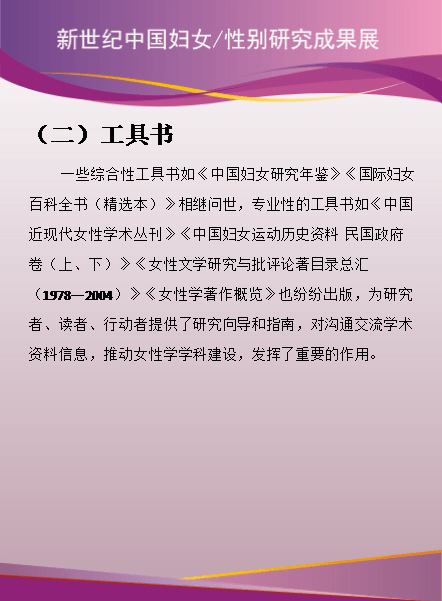 新世纪中国妇女/性别研究成果展
（二）工具书
一些综合性工具书如《中国妇女研究年鉴》《国际妇女
百科全书（精选本）》相继问世，专业性的工具书如《中国
近现代女性学术丛刊》《中国妇女运动历史资料 民国政府
卷（上、下）》《女性文学研究与批评论著目录总汇
（1978—2004）》《女性学著作概览》也纷纷出版，为研究
者、读者、行动者提供了研究向导和指南，对沟通交流学术
资料信息，推动女性学学科建设，发挥了重要的作用。